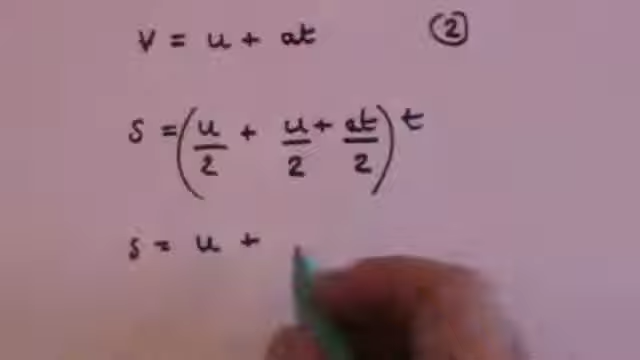 v = u + at ②
s = (u/2 + u/2 + at/2) t
s = u +